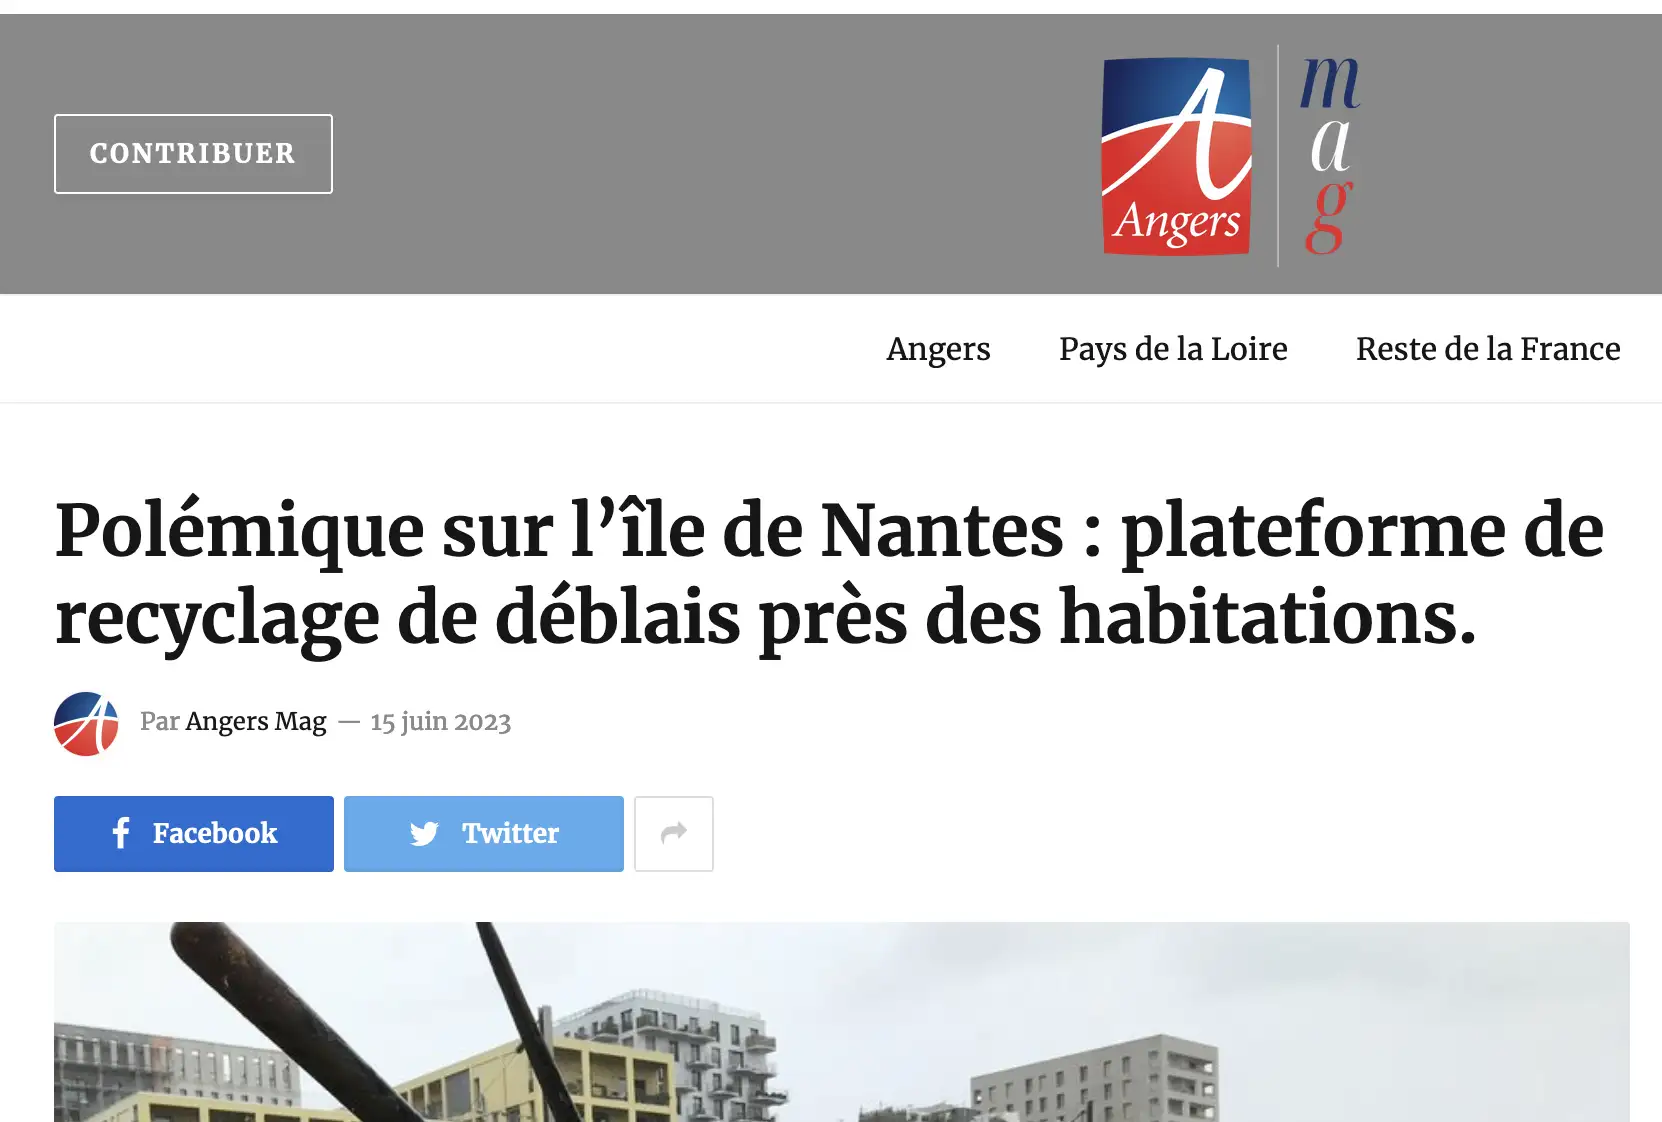 CONTRIBUER
Angers
m
a
g
Angers Pays de la Loire Reste de la France
Polémique sur l’île de Nantes : plateforme de
recyclage de déblais près des habitations.
Par Angers Mag — 15 juin 2023
Facebook Twitter